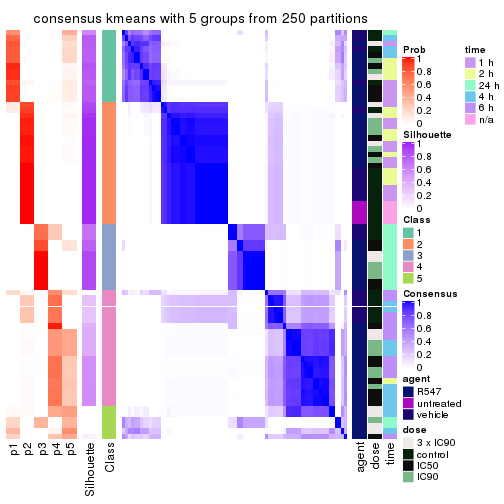 consensus kmeans with 5 groups from 250 partitions
Prob
1
0.8
0.6
0.4
0.2
0
time
1 h
2 h
24 h
4 h
6 h
n/a
Silhouette
1
0.8
0.6
0.4
0.2
0
Class
1
2
3
4
5
Consensus
1
0.8
0.6
0.4
0.2
0
agent
R547
untreated
vehicle
dose
3 x IC90
control
IC50
IC90
p1
p2
p3
p4
p5
Silhouette
Class
agent
dose
time